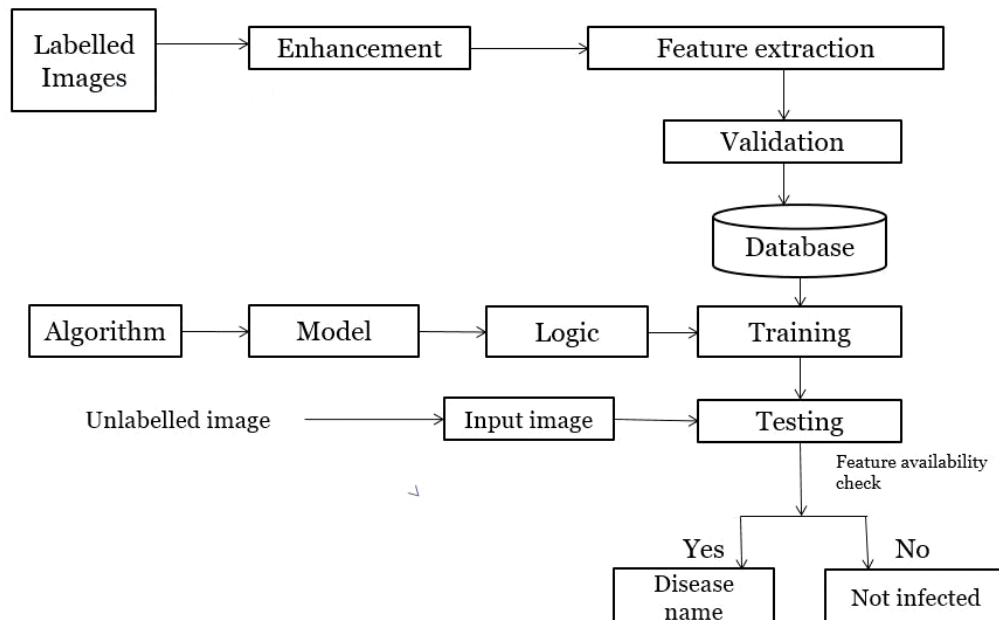 Labelled
Images
Enhancement
Feature extraction
Validation
Database
Algorithm
Model
Logic
Training
Unlabelled image
Input image
Testing
Feature availability
check
Yes
No
Disease
name
Not infected